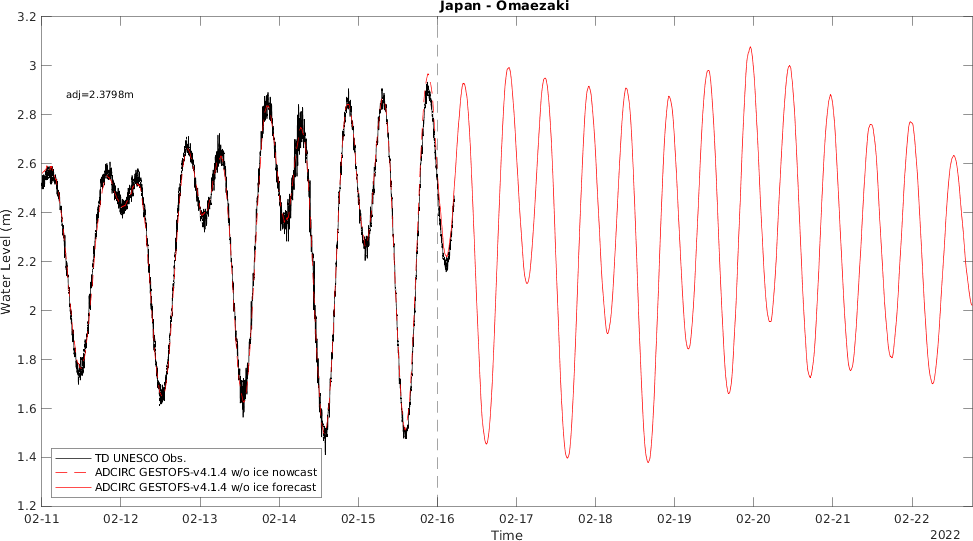 Japan - Omaezaki
3.2
3
2.8
2.6
2.4
2.2
2
1.8
1.6
1.4
1.2
Water Level (m)
adj=2.3798m
TD UNESCO Obs.
ADCIRC GESTOFS-v4.1.4 w/o ice nowcast
ADCIRC GESTOFS-v4.1.4 w/o ice forecast
02-11 02-12 02-13 02-14 02-15 02-16 02-17 02-18 02-19 02-20 02-21 02-22
Time
2022